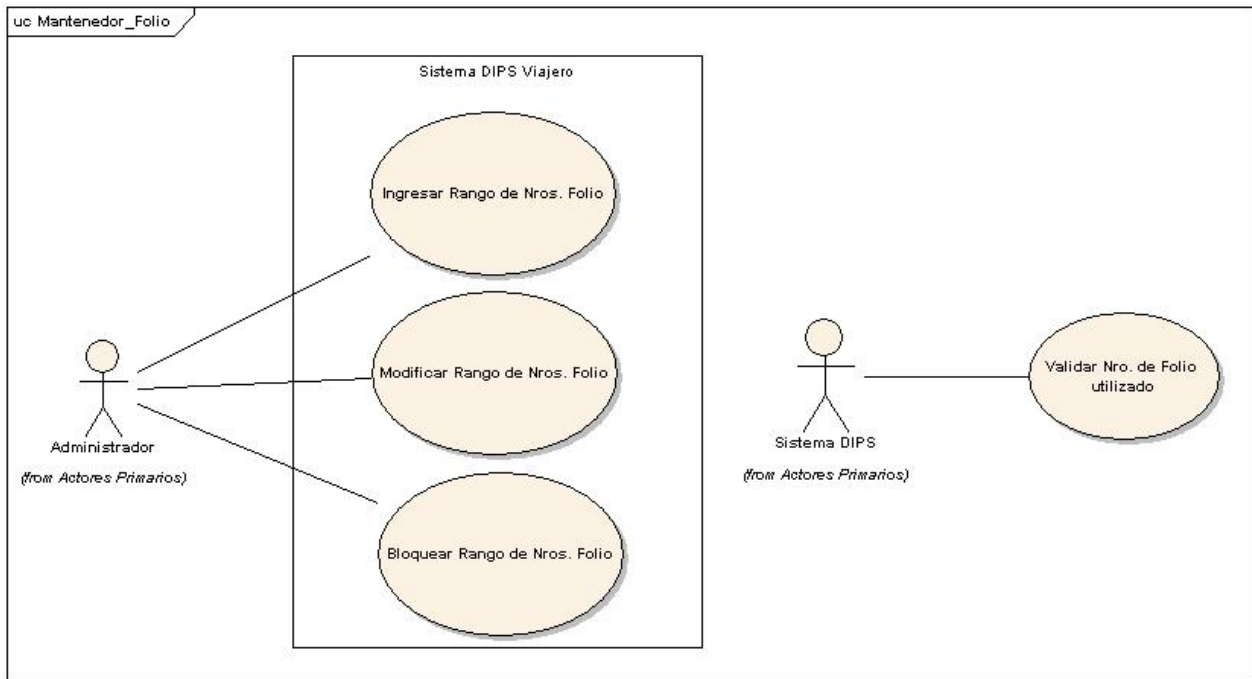 uc Mantenedor_Folio
Sistema DIPS Viajero
Ingresar Rango de Nros. Folio
Modificar Rango de Nros. Folio
Bloquear Rango de Nros. Folio
Administrador
(from Actores Primarios)
Sistema DIPS
(from Actores Primarios)
Validar Nro. de Folio
utilizado